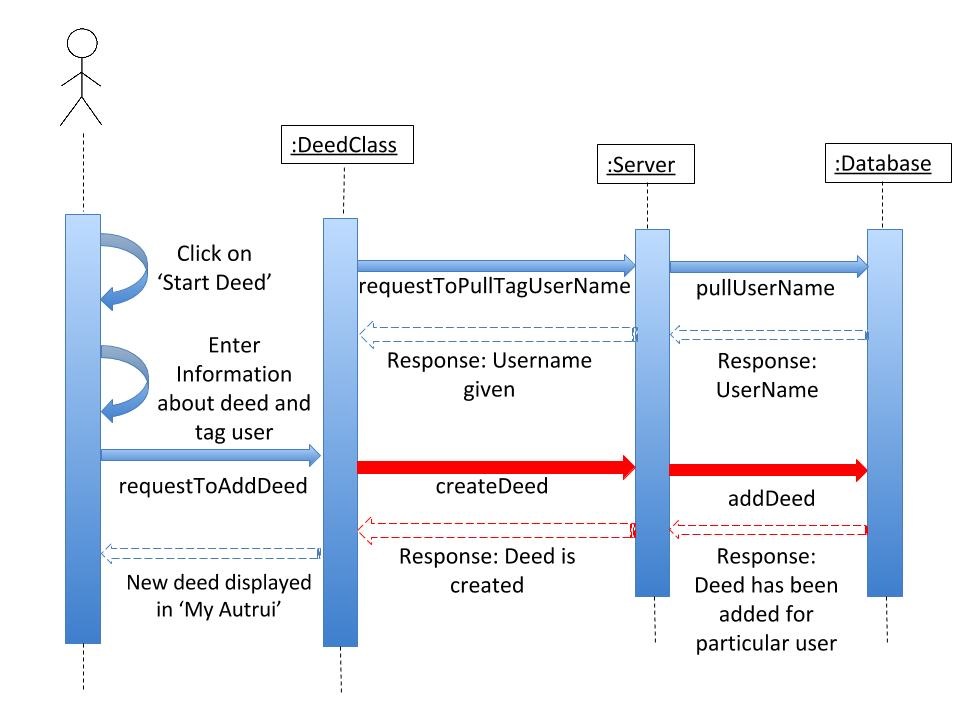 :DeedClass
:Server
:Database
Click on
‘Start Deed’
requestToPullTagUserName
pullUserName
Response: Username
given
Response:
UserName
Enter
Information
about deed and
tag user
requestToAddDeed
createDeed
addDeed
Response: Deed is
created
Response:
Deed has been
added for
particular user
New deed displayed
in ‘My Autrui’